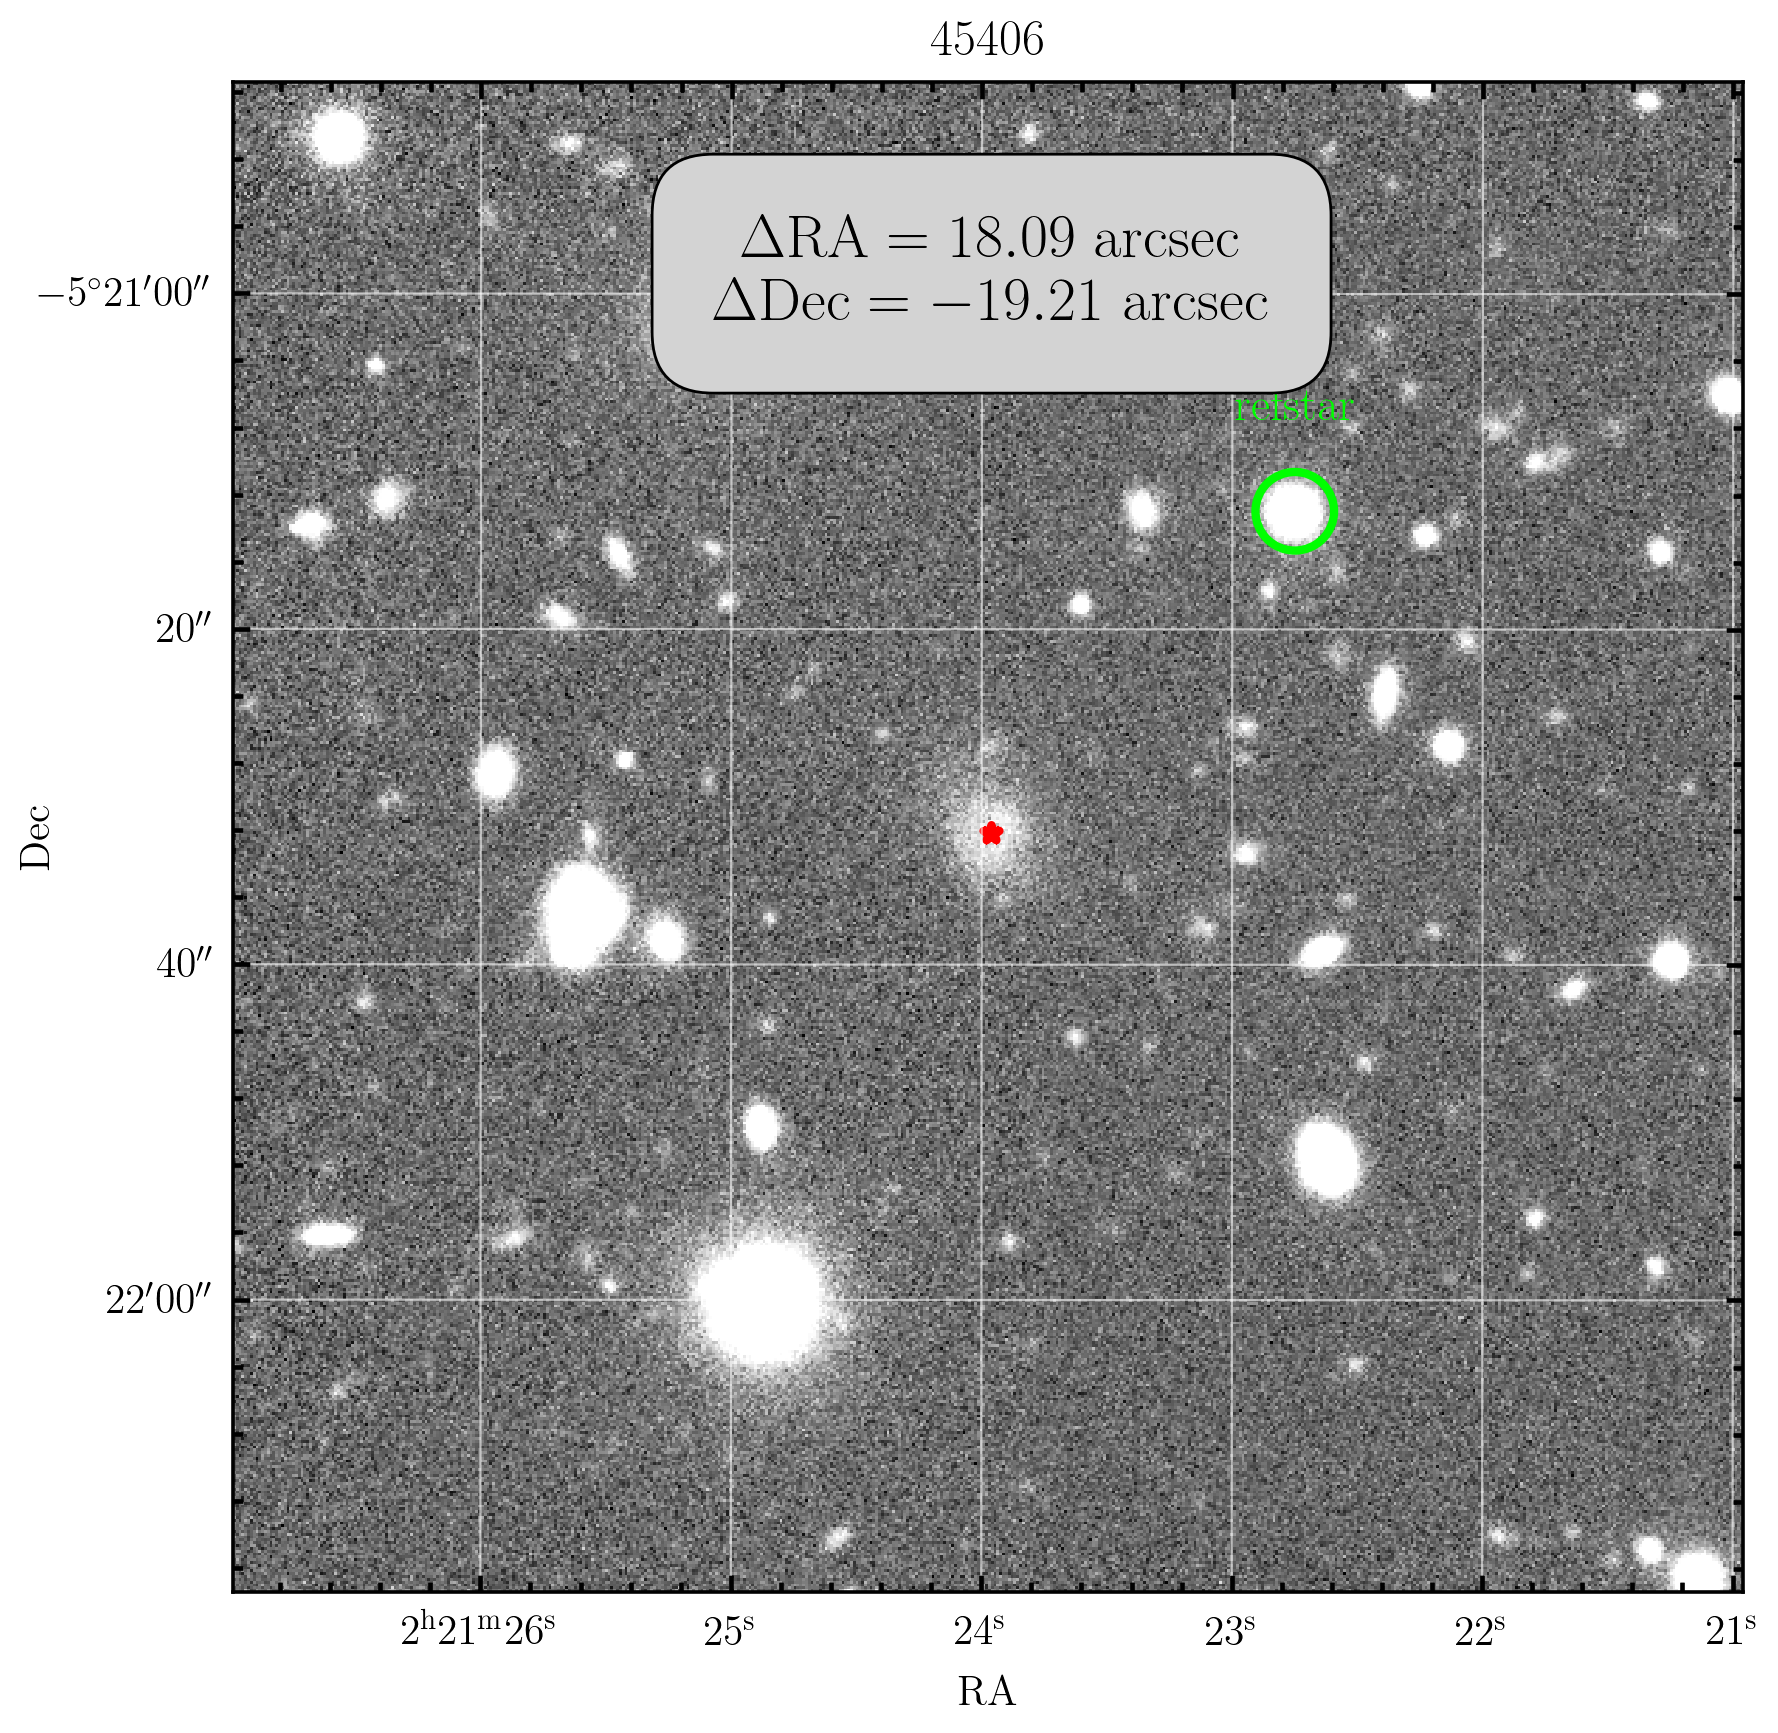 45406
ΔRA = 18.09 arcsec
ΔDec = −19.21 arcsec
refstar
−5°21′00″
20″
40″
22′00″
Dec
2ʰ21ᵐ26ˢ 25ˢ 24ˢ 23ˢ 22ˢ 21ˢ
RA